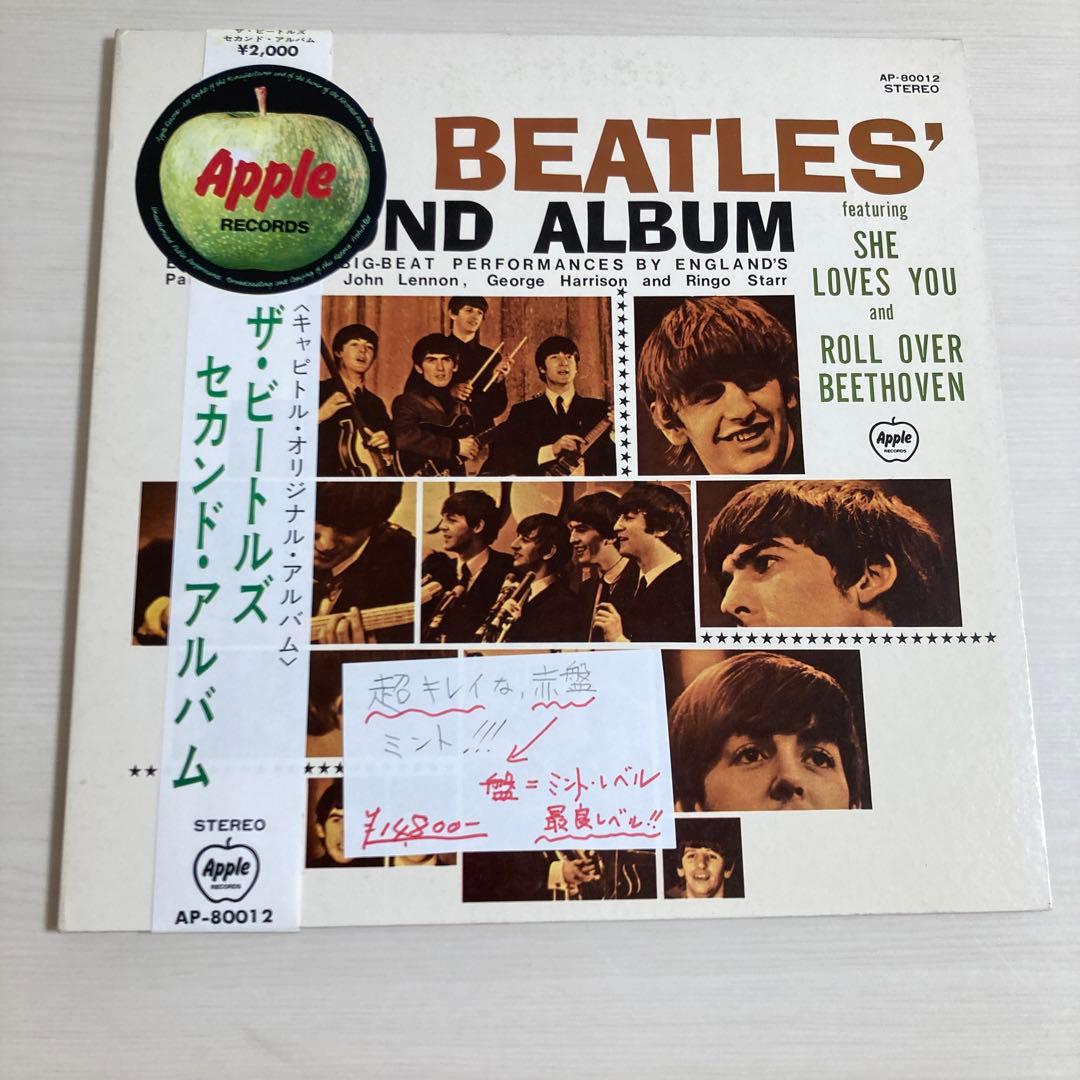 ザ・ビートルズ
セカンド・アルバム
¥2,000
Apple
RECORDS
AP-80012
STEREO
BEATLES'
ND ALBUM
BIG-BEAT PERFORMANCES BY ENGLAND'S
Pa John Lennon, George Harrison and Ringo Starr
featuring
SHE
LOVES YOU
and
ROLL OVER
BEETHOVEN
Apple
RECORDS
〈キャピトル・オリジナル・アルバム〉
ザ・ビートルズ
セカンド・アルバム
超キレイな,赤盤
ミント!!!
盤=ミント・レベル
最良レベル!!
¥14,800-
STEREO
Apple
RECORDS
AP-80012